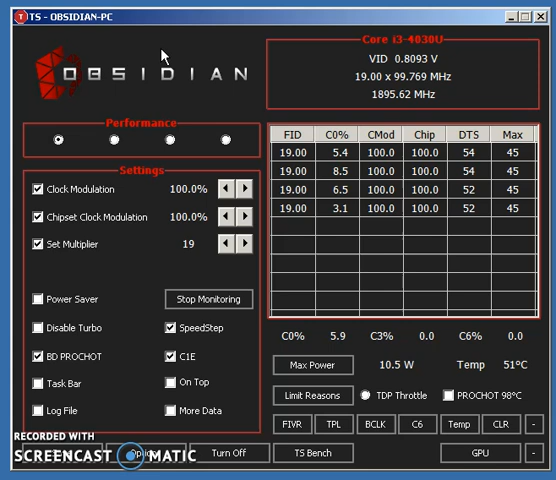 TS - OBSIDIAN-PC
OBSIDIAN
Core i3-4030U
VID 0.8093 V
19.00 x 99.769 MHz
1895.62 MHz
Performance
FID C0% CMod Chip DTS Max
19.00 5.4 100.0 100.0 54 45
19.00 8.5 100.0 100.0 54 45
19.00 6.5 100.0 100.0 52 45
19.00 3.1 100.0 100.0 52 45
Settings
Clock Modulation 100.0%
Chipset Clock Modulation 100.0%
Set Multiplier 19
Power Saver Stop Monitoring
Disable Turbo SpeedStep
BD PROCHOT C1E
Task Bar On Top
Log File More Data
C0% 5.9 C3% 0.0 C6% 0.0
Max Power 10.5 W Temp 51°C
Limit Reasons TDP Throttle PROCHOT 98°C
FIVR TPL BCLK C6 Temp CLR -
Turn Off TS Bench GPU -
RECORDED WITH
SCREENCAST MATIC